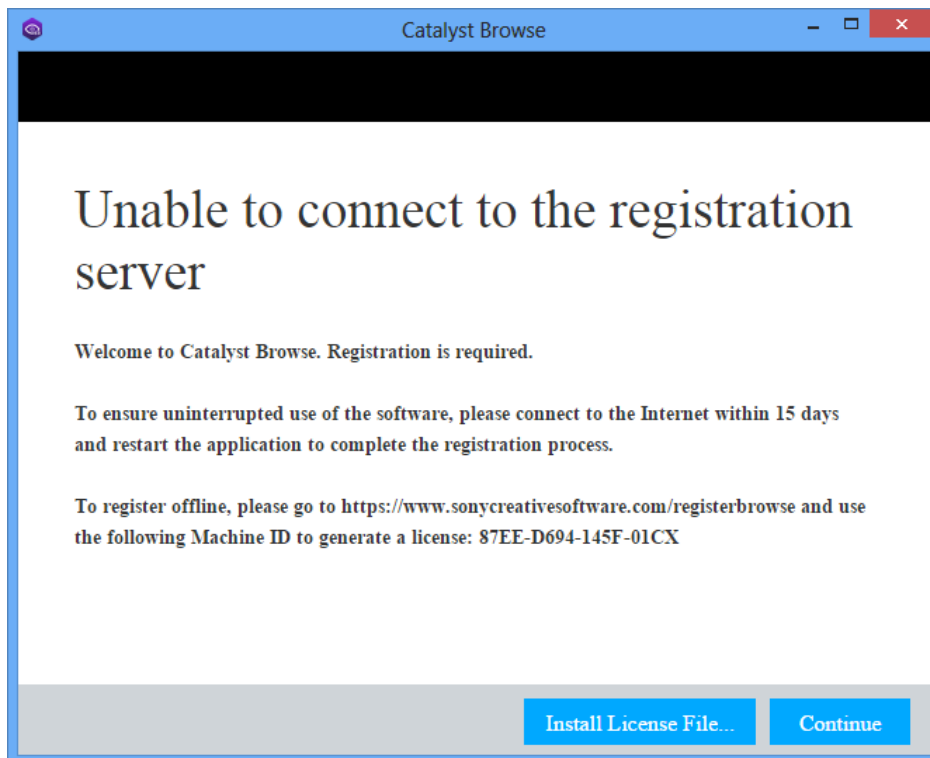 Catalyst Browse
Unable to connect to the registration
server
Welcome to Catalyst Browse. Registration is required.
To ensure uninterrupted use of the software, please connect to the Internet within 15 days
and restart the application to complete the registration process.
To register offline, please go to https://www.sonycreativesoftware.com/registerbrowse and use
the following Machine ID to generate a license: 87EE-D694-145F-01CX
Install License File...
Continue